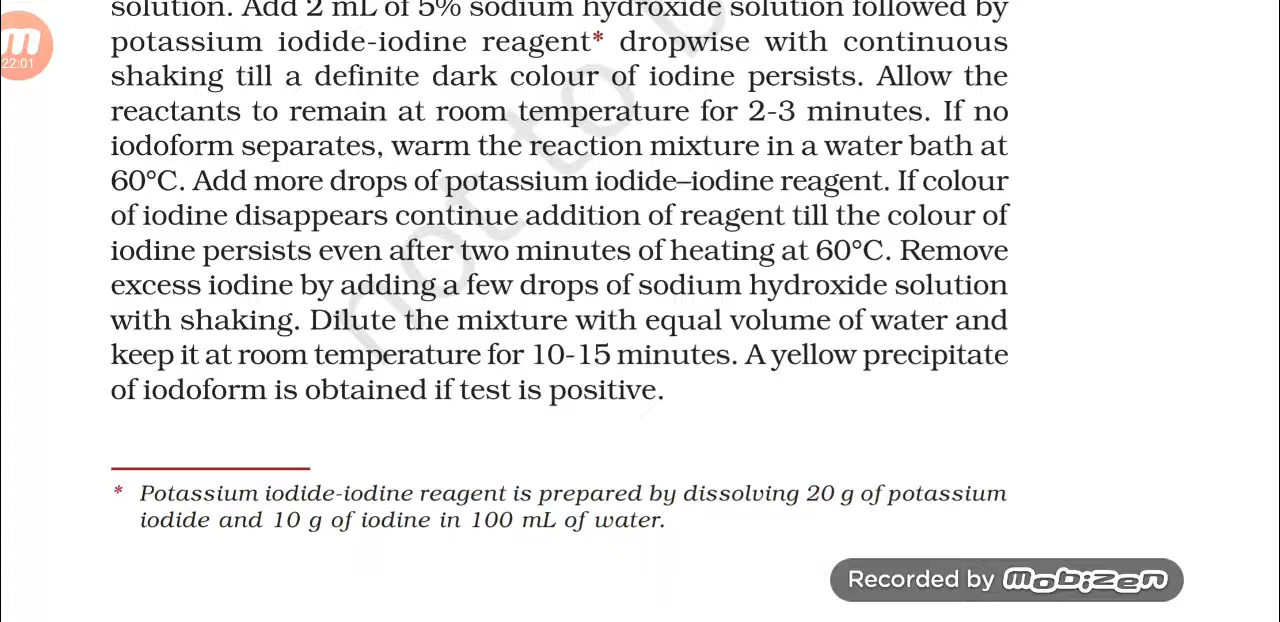 solution. Add 2 mL of 5% sodium hydroxide solution followed by
potassium iodide-iodine reagent* dropwise with continuous
shaking till a definite dark colour of iodine persists. Allow the
reactants to remain at room temperature for 2-3 minutes. If no
iodoform separates, warm the reaction mixture in a water bath at
60°C. Add more drops of potassium iodide–iodine reagent. If colour
of iodine disappears continue addition of reagent till the colour of
iodine persists even after two minutes of heating at 60°C. Remove
excess iodine by adding a few drops of sodium hydroxide solution
with shaking. Dilute the mixture with equal volume of water and
keep it at room temperature for 10-15 minutes. A yellow precipitate
of iodoform is obtained if test is positive.
* Potassium iodide-iodine reagent is prepared by dissolving 20 g of potassium
iodide and 10 g of iodine in 100 mL of water.
m
22:01
not to b
Recorded by mobizen